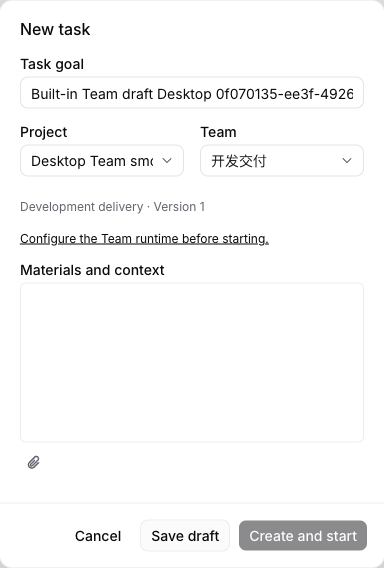 New task
Task goal
Built-in Team draft Desktop 0f070135-ee3f-4926
Project
Team
Desktop Team smo
开发交付
Development delivery · Version 1
Configure the Team runtime before starting.
Materials and context
Cancel
Save draft
Create and start